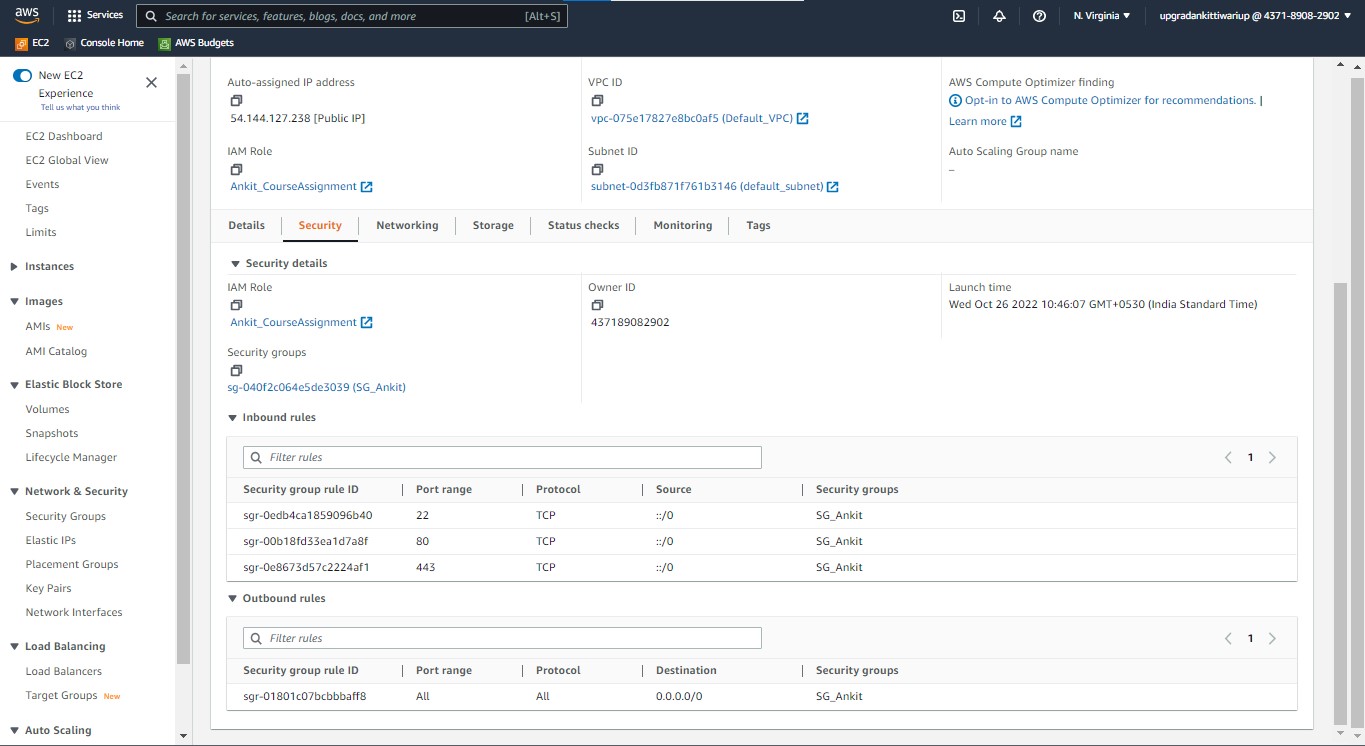 aws
Services
Search for services, features, blogs, docs, and more
[Alt+S]
N. Virginia ▼
upgradankittiwariup @ 4371-8908-2902 ▼
EC2
Console Home
AWS Budgets
New EC2
Experience
Tell us what you think
EC2 Dashboard
EC2 Global View
Events
Tags
Limits
Instances
Images
AMIs New
AMI Catalog
Elastic Block Store
Volumes
Snapshots
Lifecycle Manager
Network & Security
Security Groups
Elastic IPs
Placement Groups
Key Pairs
Network Interfaces
Load Balancing
Load Balancers
Target Groups New
Auto Scaling
Auto-assigned IP address
54.144.127.238 [Public IP]
VPC ID
vpc-075e17827e8bc0af5 (Default_VPC)
AWS Compute Optimizer finding
Opt-in to AWS Compute Optimizer for recommendations. |
Learn more
IAM Role
Ankit_CourseAssignment
Subnet ID
subnet-0d3fb871f761b3146 (default_subnet)
Auto Scaling Group name
–
Details
Security
Networking
Storage
Status checks
Monitoring
Tags
Security details
IAM Role
Ankit_CourseAssignment
Owner ID
437189082902
Launch time
Wed Oct 26 2022 10:46:07 GMT+0530 (India Standard Time)
Security groups
sg-040f2c064e5de3039 (SG_Ankit)
Inbound rules
Filter rules
1
Security group rule ID Port range Protocol Source Security groups
sgr-0edb4ca1859096b40 22 TCP ::/0 SG_Ankit
sgr-00b18fd33ea1d7a8f 80 TCP ::/0 SG_Ankit
sgr-0e8673d57c2224af1 443 TCP ::/0 SG_Ankit
Outbound rules
Filter rules
1
Security group rule ID Port range Protocol Destination Security groups
sgr-01801c07bcbbbaff8 All All 0.0.0.0/0 SG_Ankit